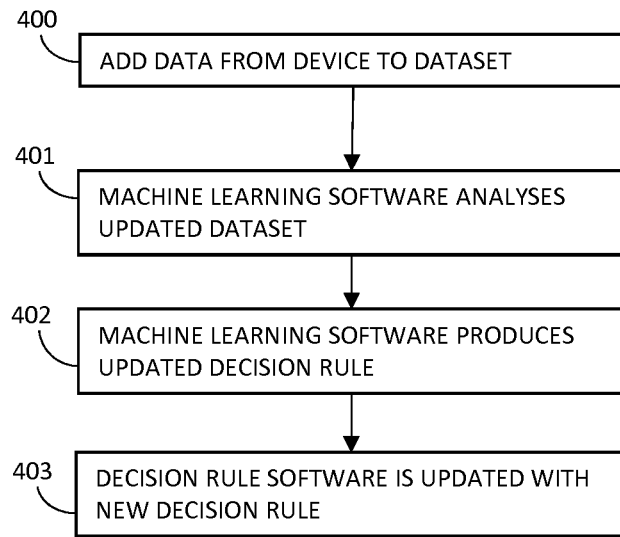 400
ADD DATA FROM DEVICE TO DATASET
401
MACHINE LEARNING SOFTWARE ANALYSES
UPDATED DATASET
402
MACHINE LEARNING SOFTWARE PRODUCES
UPDATED DECISION RULE
403
DECISION RULE SOFTWARE IS UPDATED WITH
NEW DECISION RULE